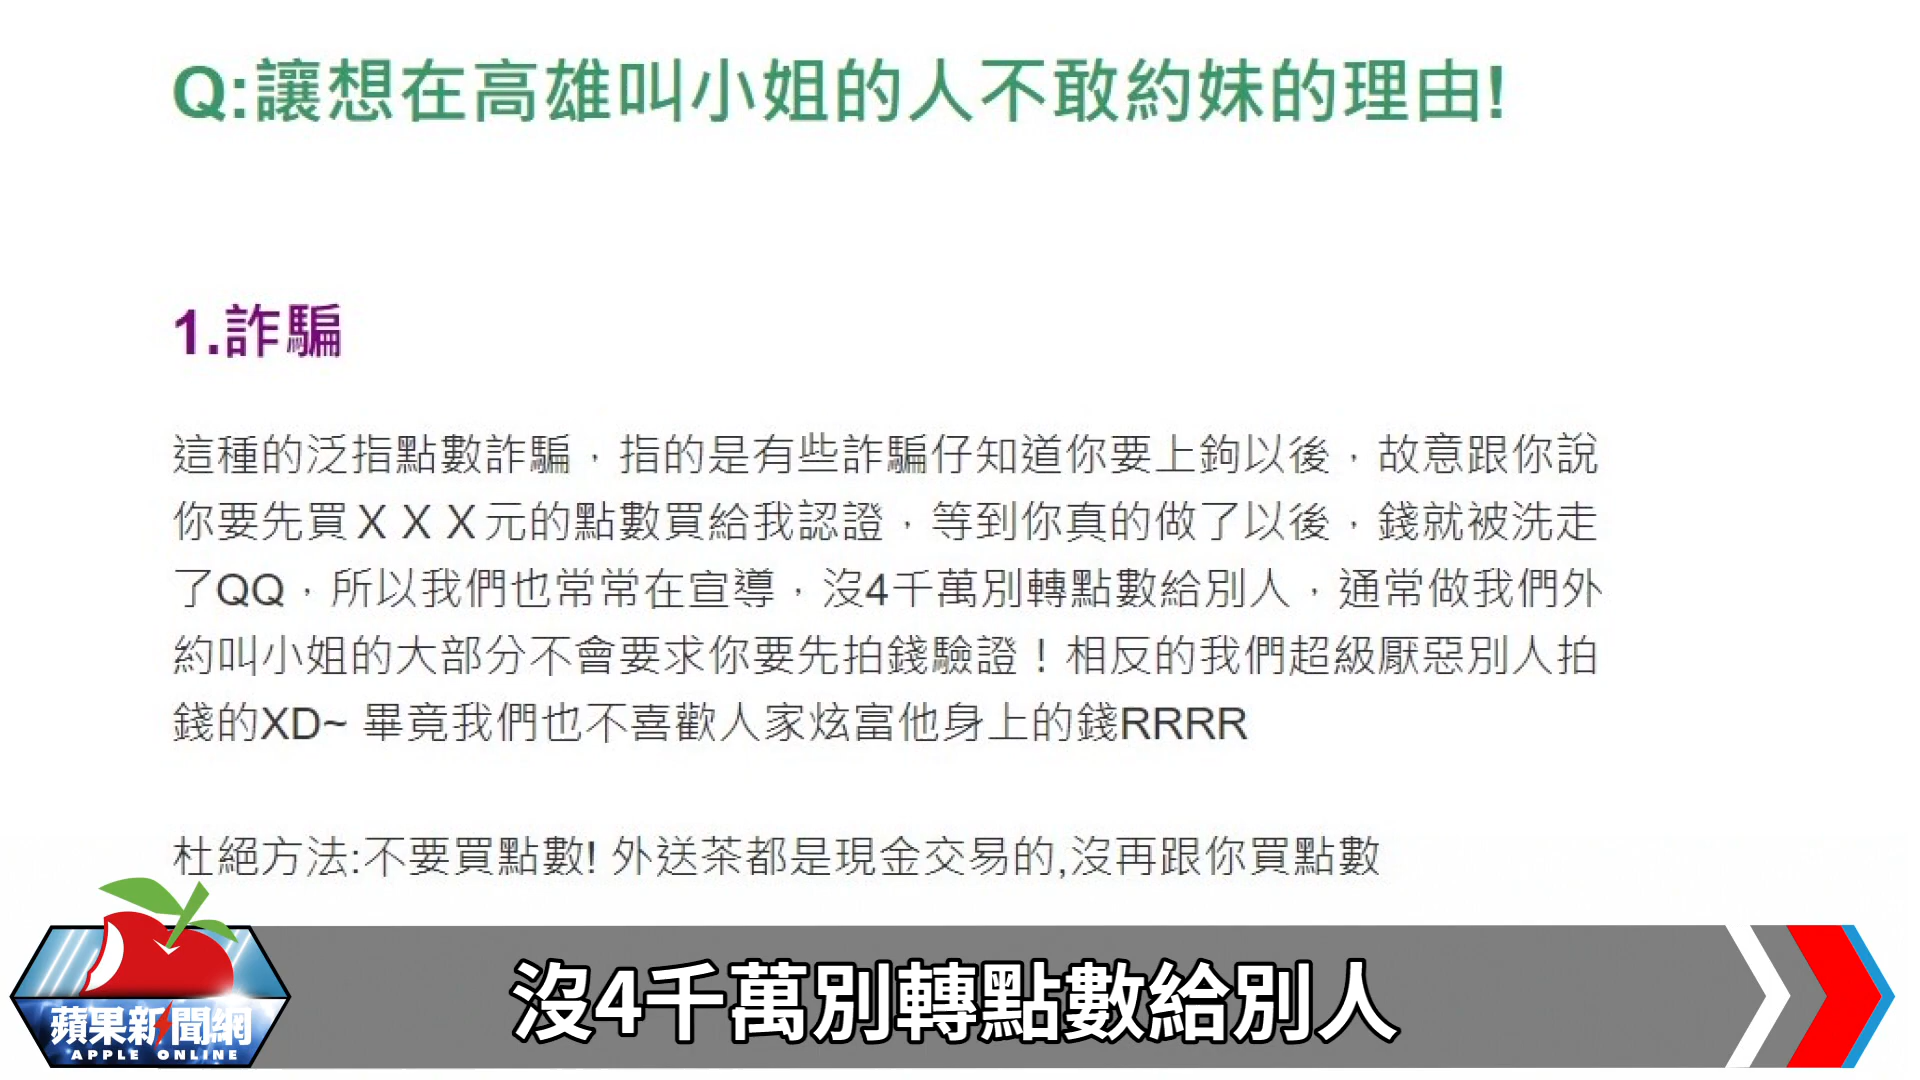 Q:讓想在高雄叫小姐的人不敢約妹的理由!
1.詐騙
這種的泛指點數詐騙，指的是有些詐騙仔知道你要上鉤以後，故意跟你說
你要先買ＸＸＸ元的點數買給我認證，等到你真的做了以後，錢就被洗走
了QQ，所以我們也常常在宣導，沒4千萬別轉點數給別人，通常做我們外
約叫小姐的大部分不會要求你要先拍錢驗證！相反的我們超級厭惡別人拍
錢的XD~ 畢竟我們也不喜歡人家炫富他身上的錢RRRR
杜絕方法:不要買點數! 外送茶都是現金交易的,沒再跟你買點數
沒4千萬別轉點數給別人
蘋果新聞網
APPLE ONLINE